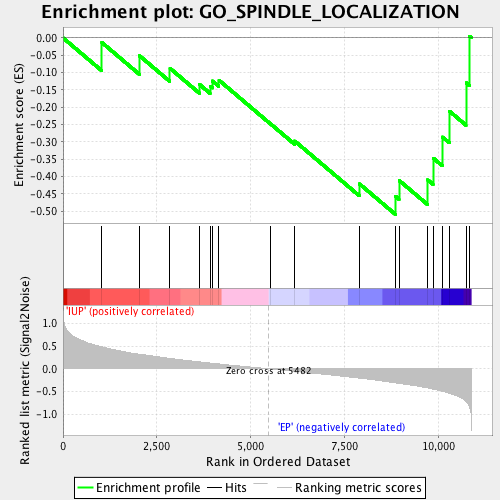 Enrichment plot: GO_SPINDLE_LOCALIZATION
Enrichment score (ES)
0.00
-0.05
-0.10
-0.15
-0.20
-0.25
-0.30
-0.35
-0.40
-0.45
-0.50
'IUP' (positively correlated)
Ranked list metric (Signal2Noise)
1.0
0.5
0.0
-0.5
-1.0
Zero cross at 5482
'EP' (negatively correlated)
0
2,500
5,000
7,500
10,000
Rank in Ordered Dataset
Enrichment profile
Hits
Ranking metric scores